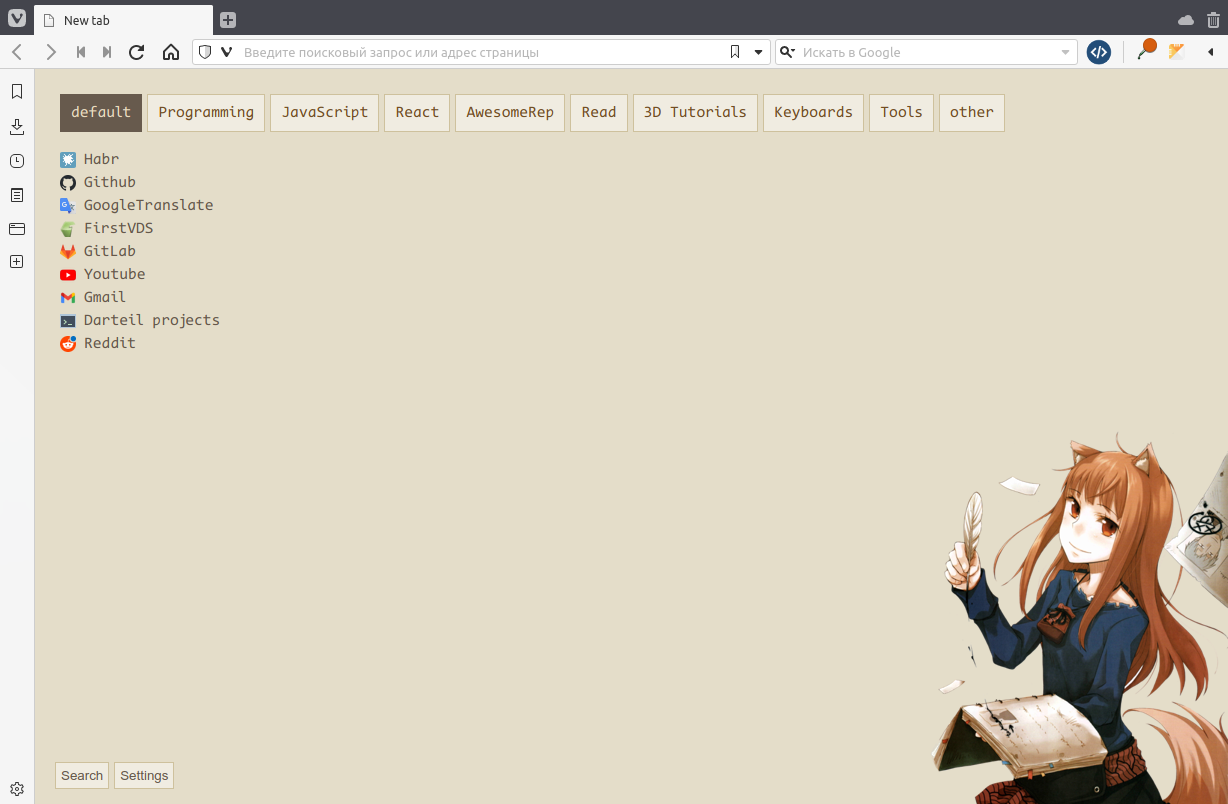 New tab
Введите поисковый запрос или адрес страницы
Искать в Google
default Programming JavaScript React AwesomeRep Read 3D Tutorials Keyboards Tools other
Habr
Github
GoogleTranslate
FirstVDS
GitLab
Youtube
Gmail
Darteil projects
Reddit
Search Settings